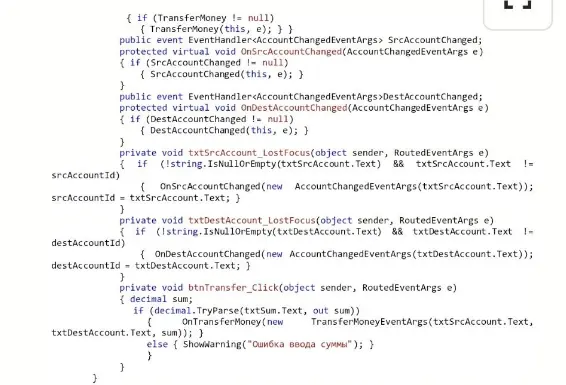 { if (TransferMoney != null)
{ TransferMoney(this, e); } }
public event EventHandler<AccountChangedEventArgs> SrcAccountChanged;
protected virtual void OnSrcAccountChanged(AccountChangedEventArgs e)
{ if (SrcAccountChanged != null)
{ SrcAccountChanged(this, e); }
}
public event EventHandler<AccountChangedEventArgs>DestAccountChanged;
protected virtual void OnDestAccountChanged(AccountChangedEventArgs e)
{ if (DestAccountChanged != null)
{ DestAccountChanged(this, e); }
}
private void txtSrcAccount_LostFocus(object sender, RoutedEventArgs e)
{ if (!string.IsNullOrEmpty(txtSrcAccount.Text) && txtSrcAccount.Text !=
srcAccountId)
{ OnSrcAccountChanged(new AccountChangedEventArgs(txtSrcAccount.Text));
srcAccountId = txtSrcAccount.Text; }
}
private void txtDestAccount_LostFocus(object sender, RoutedEventArgs e)
{ if (!string.IsNullOrEmpty(txtDestAccount.Text) && txtDestAccount.Text !=
destAccountId)
{ OnDestAccountChanged(new AccountChangedEventArgs(txtDestAccount.Text));
destAccountId = txtDestAccount.Text; }
}
private void btnTransfer_Click(object sender, RoutedEventArgs e)
{ decimal sum;
if (decimal.TryParse(txtSum.Text, out sum))
{ OnTransferMoney(new TransferMoneyEventArgs(txtSrcAccount.Text,
txtDestAccount.Text, sum)); }
else { ShowWarning("Ошибка ввода суммы"); }
}
}
}